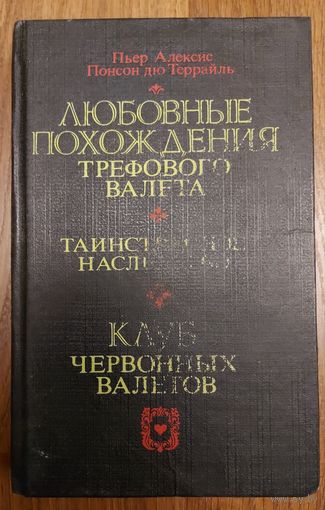 Пьер Алексис
Понсон дю Террайль
ЛЮБОВНЫЕ
ПОХОЖДЕНИЯ
ТРЕФОВОГО
ВАЛЕТА
КЛУБ
ЧЕРВОННЫХ
ВАЛЕТОВ